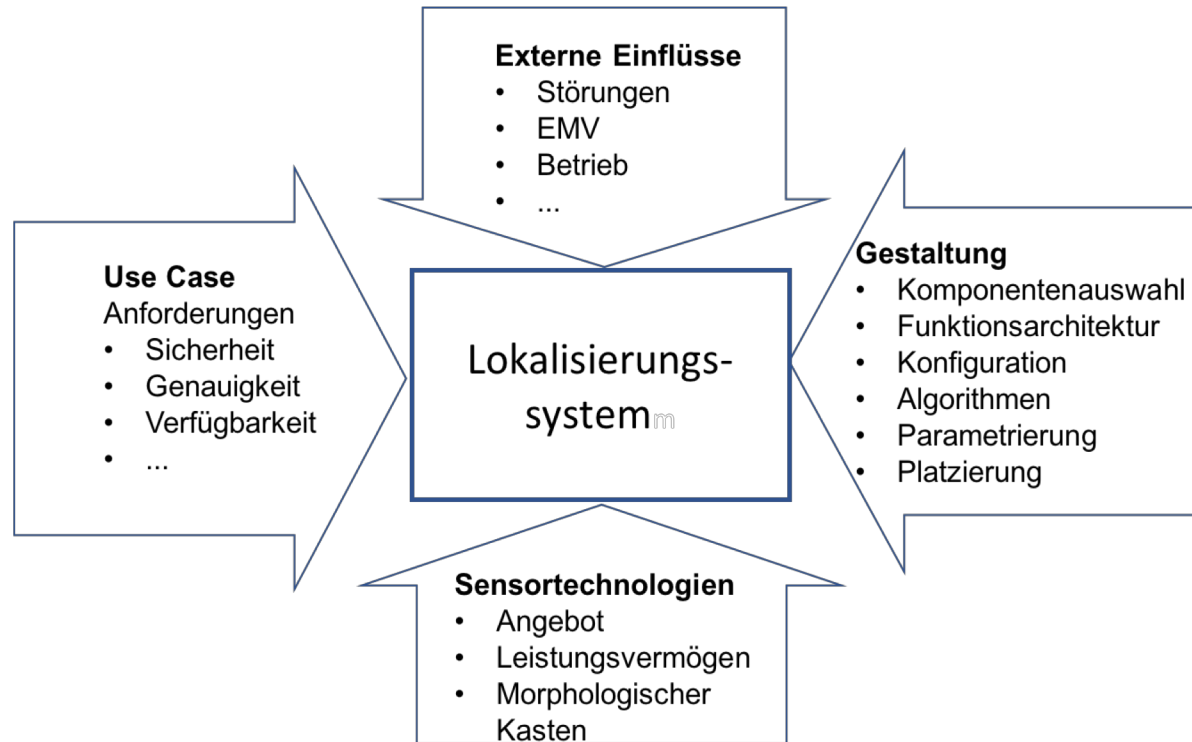 Externe Einflüsse
• Störungen
• EMV
• Betrieb
• ...
Use Case
Anforderungen
• Sicherheit
• Genauigkeit
• Verfügbarkeit
• ...
Lokalisierungs-
systemm
Gestaltung
• Komponentenauswahl
• Funktionsarchitektur
• Konfiguration
• Algorithmen
• Parametrierung
• Platzierung
Sensortechnologien
• Angebot
• Leistungsvermögen
• Morphologischer
Kasten